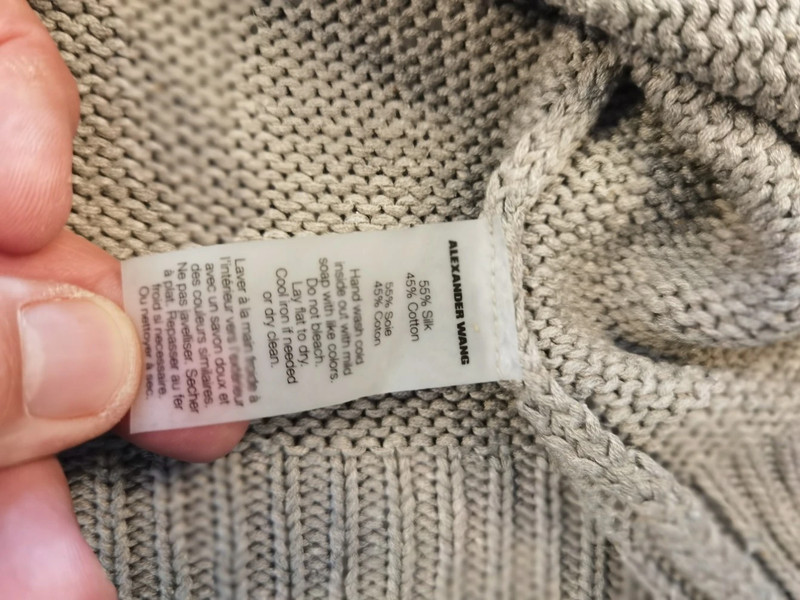 ALEXANDER WANG
55% Silk
45% Cotton
55% Soie
45% Coton
Hand wash cold
inside out with mild
soap with like colors.
Do not bleach.
Lay flat to dry.
Cool iron if needed
or dry clean.
Laver à la main froide à
l'intérieur vers l'extérieur
avec un savon doux et
des couleurs similaires.
Ne pas javelliser. Secher
à plat. Repasser au fer
froid si necessaire.
Ou nettoyer à sec.